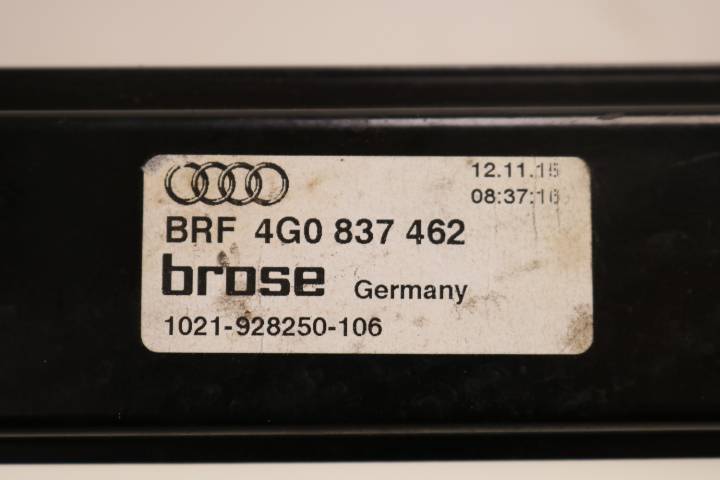 12.11.15
08:37:16
BRF 4G0 837 462
brose Germany
1021-928250-106